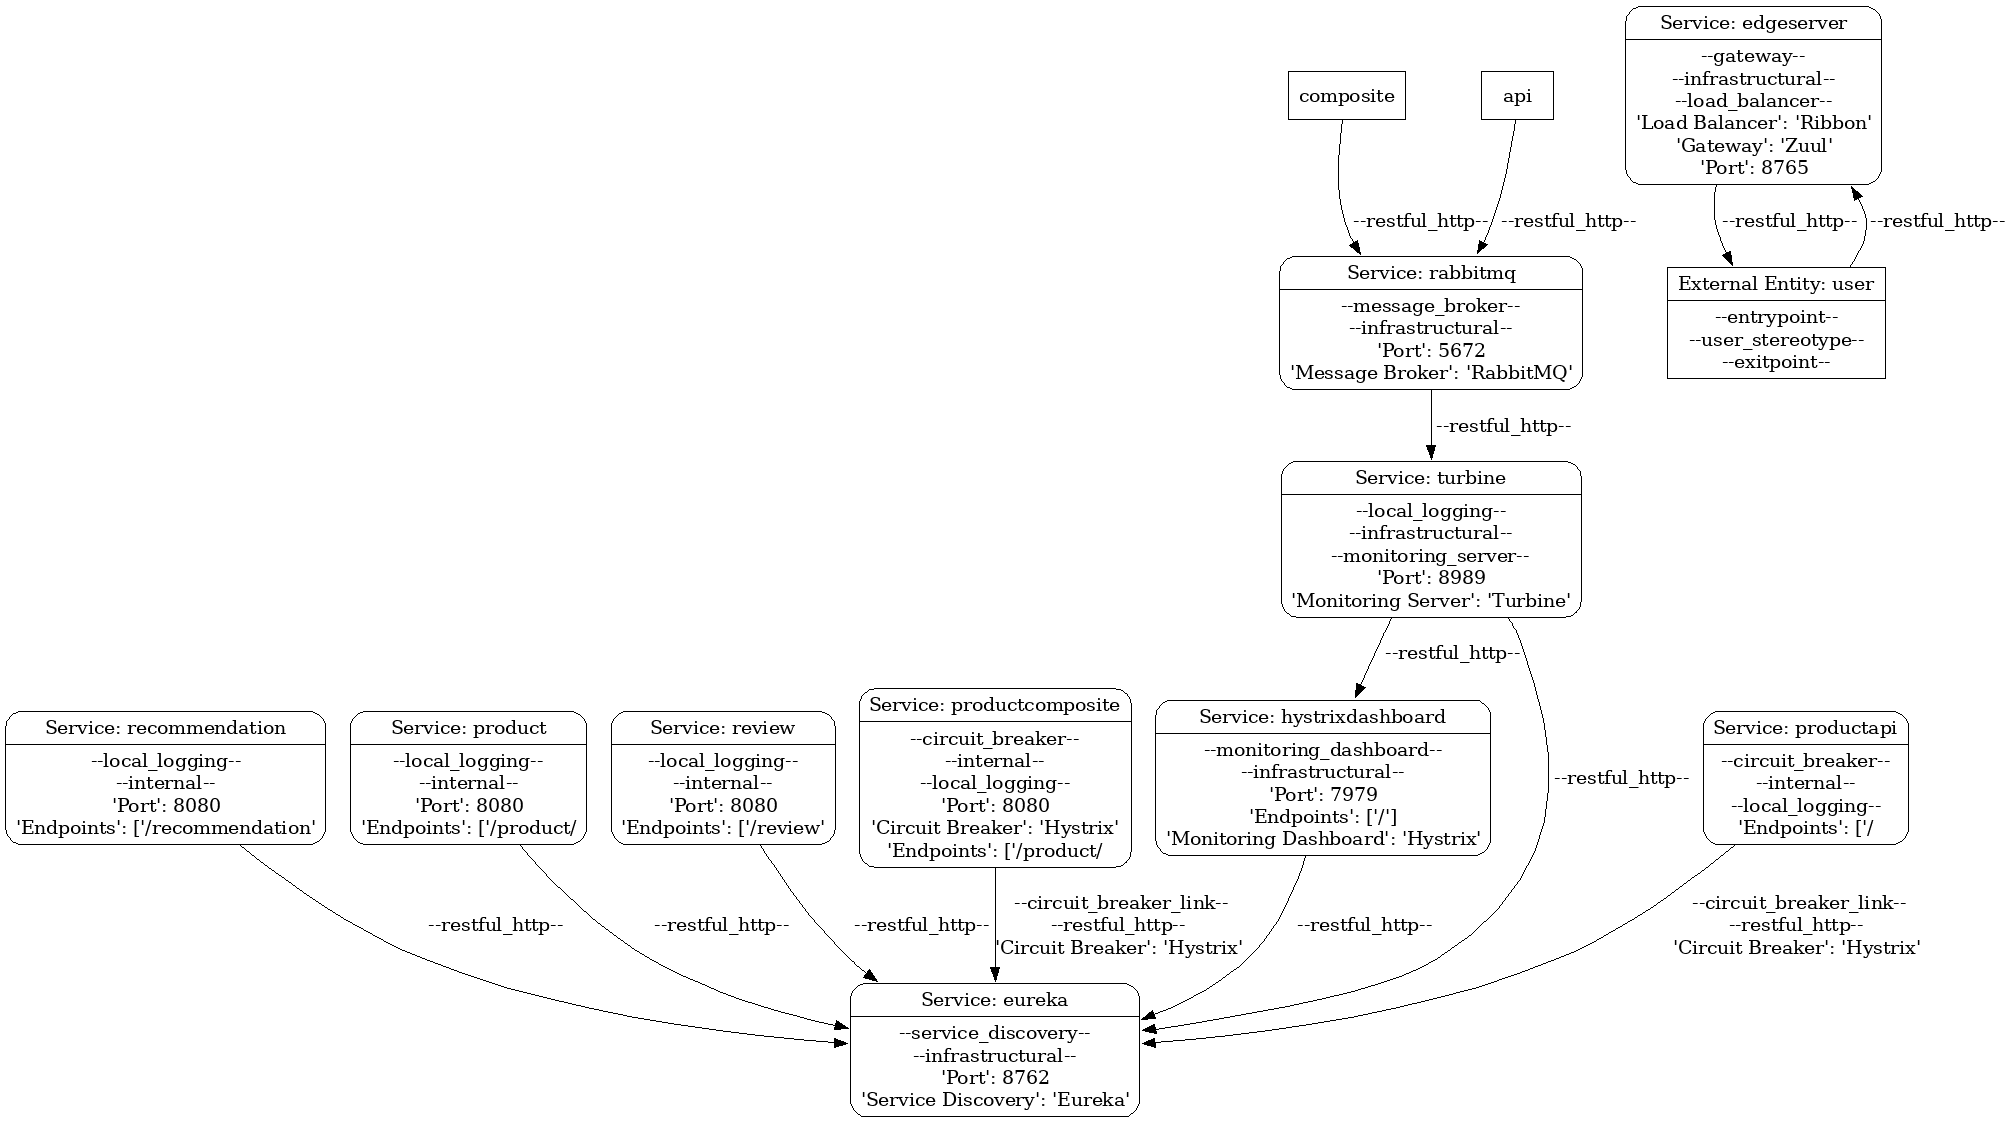 Service: edgeserver
--gateway--
--infrastructural--
--load_balancer--
'Load Balancer': 'Ribbon'
'Gateway': 'Zuul'
'Port': 8765
composite
api
--restful_http--
--restful_http--
--restful_http--
--restful_http--
Service: rabbitmq
--message_broker--
--infrastructural--
'Port': 5672
'Message Broker': 'RabbitMQ'
External Entity: user
--entrypoint--
--user_stereotype--
--exitpoint--
--restful_http--
Service: turbine
--local_logging--
--infrastructural--
--monitoring_server--
'Port': 8989
'Monitoring Server': 'Turbine'
--restful_http--
Service: recommendation
--local_logging--
--internal--
'Port': 8080
'Endpoints': ['/recommendation'
Service: product
--local_logging--
--internal--
'Port': 8080
'Endpoints': ['/product/
Service: review
--local_logging--
--internal--
'Port': 8080
'Endpoints': ['/review'
Service: productcomposite
--circuit_breaker--
--internal--
--local_logging--
'Port': 8080
'Circuit Breaker': 'Hystrix'
'Endpoints': ['/product/
Service: hystrixdashboard
--monitoring_dashboard--
--infrastructural--
'Port': 7979
'Endpoints': ['/']
'Monitoring Dashboard': 'Hystrix'
--restful_http--
Service: productapi
--circuit_breaker--
--internal--
--local_logging--
'Endpoints': ['/
--restful_http--
--restful_http--
--restful_http--
--circuit_breaker_link--
--restful_http--
'Circuit Breaker': 'Hystrix'
--restful_http--
--circuit_breaker_link--
--restful_http--
'Circuit Breaker': 'Hystrix'
Service: eureka
--service_discovery--
--infrastructural--
'Port': 8762
'Service Discovery': 'Eureka'